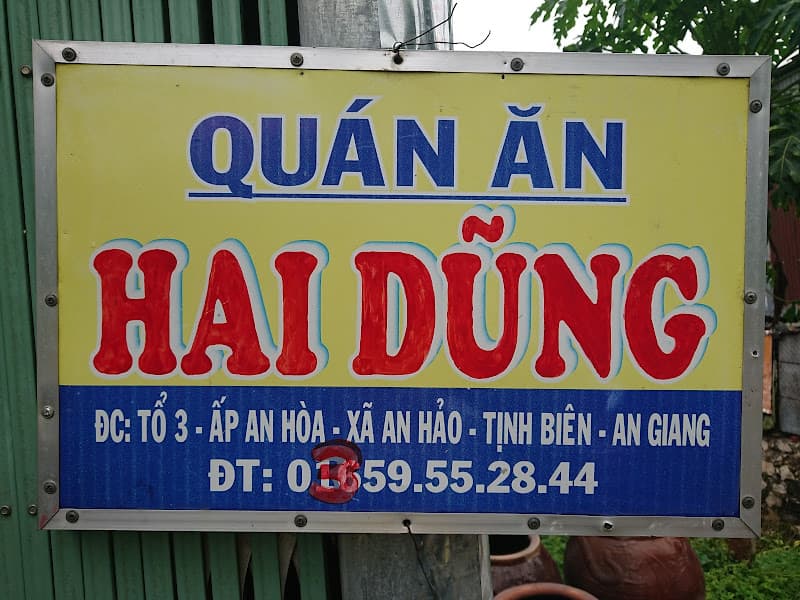 QUÁN ĂN
HAI DŨNG
ĐC: TỔ 3 - ẤP AN HÒA - XÃ AN HẢO - TỊNH BIÊN - AN GIANG
ĐT: 0359.55.28.44